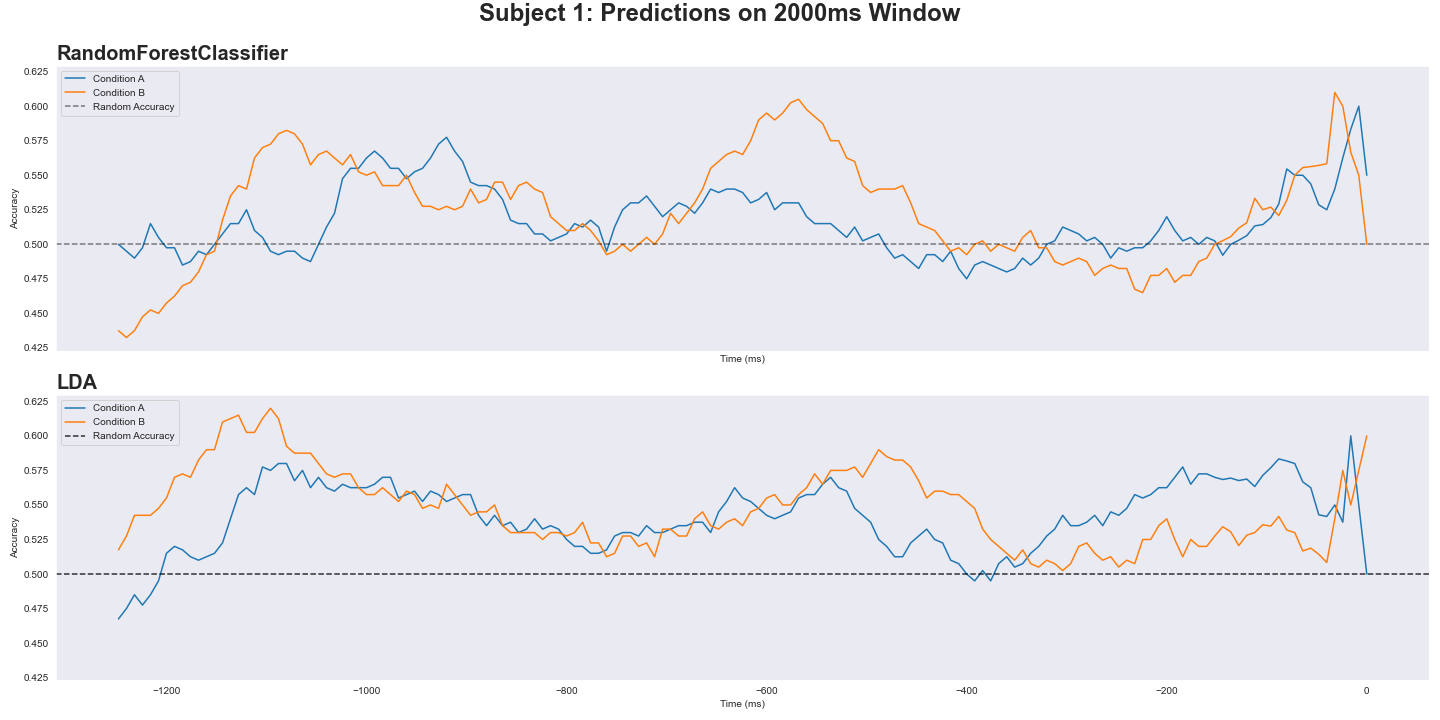 Subject 1: Predictions on 2000ms Window
RandomForestClassifier
0.625
0.600
0.575
0.550
0.525
0.500
0.475
0.450
0.425
Accuracy
Condition A
Condition B
Random Accuracy
Time (ms)
LDA
0.625
0.600
0.575
0.550
0.525
0.500
0.475
0.450
0.425
Accuracy
Condition A
Condition B
Random Accuracy
−1200 −1000 −800 −600 −400 −200 0
Time (ms)